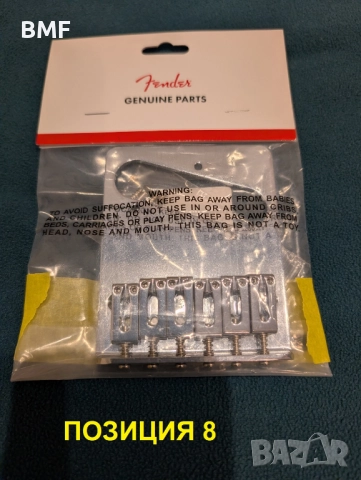 BMF
Fender
GENUINE PARTS
WARNING:
TO AVOID SUFFOCATION, KEEP BAG AWAY FROM BABIES
AND CHILDREN. DO NOT USE IN OR AROUND CRIBS
BEDS, CARRIAGES OR PLAY PENS. KEEP BAG AWAY FROM
HEAD, NOSE AND MOUTH. THIS BAG IS NOT A TOY
ПОЗИЦИЯ 8
BAZAR